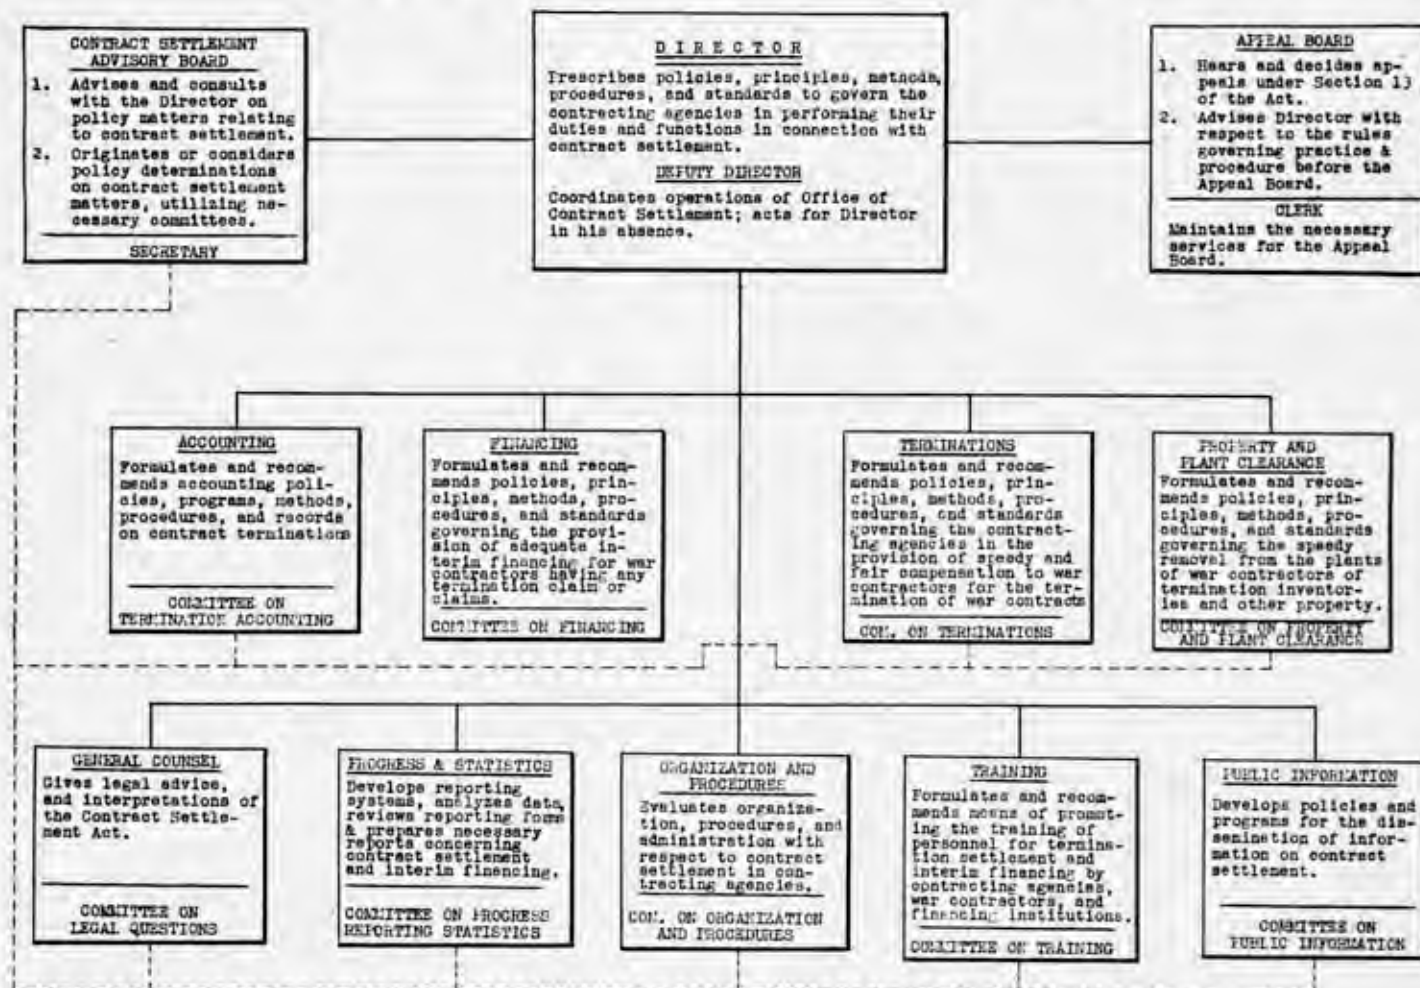 CONTRACT SETTLEMENT
ADVISORY BOARD
1. Advises and consults
with the Director on
policy matters relating
to contract settlement.
2. Originates or considers
policy determinations
on contract settlement
matters, utilizing ne-
cessary committees.
SECRETARY
DIRECTOR
Prescribes policies, principles, methods,
procedures, and standards to govern the
contracting agencies in performing their
duties and functions in connection with
contract settlement.
DEPUTY DIRECTOR
Coordinates operations of Office of
Contract Settlement; acts for Director
in his absence.
APPEAL BOARD
1. Hears and decides ap-
peals under Section 13
of the Act.
2. Advises Director with
respect to the rules
governing practice &
procedure before the
Appeal Board.
CLERK
Maintains the necessary
services for the Appeal
Board.
ACCOUNTING
Formulates and recom-
mends accounting poli-
cies, programs, methods,
procedures, and records
on contract terminations
COMMITTEE ON
TERMINATION ACCOUNTING
FINANCING
Formulates and recom-
mends policies, prin-
ciples, methods, pro-
cedures, and standards
governing the provi-
sion of adequate in-
terim financing for war
contractors having any
termination claim or
claims.
COMMITTEE ON FINANCING
TERMINATIONS
Formulates and recom-
mends policies, prin-
ciples, methods, pro-
cedures, and standards
governing the contract-
ing agencies in the
provision of speedy and
fair compensation to war
contractors for the ter-
mination of war contracts
COM. ON TERMINATIONS
PROPERTY AND
PLANT CLEARANCE
Formulates and recom-
mends policies, prin-
ciples, methods, pro-
cedures, and standards
governing the speedy
removal from the plants
of war contractors of
termination inventor-
ies and other property.
COMMITTEE ON PROPERTY
AND PLANT CLEARANCE
GENERAL COUNSEL
Gives legal advice,
and interpretations of
the Contract Settle-
ment Act.
COMMITTEE ON
LEGAL QUESTIONS
PROGRESS & STATISTICS
Develops reporting
systems, analyzes data,
reviews reporting forms
& prepares necessary
reports concerning
contract settlement
and interim financing.
COMMITTEE ON PROGRESS
REPORTING STATISTICS
ORGANIZATION AND
PROCEDURES
Evaluates organiza-
tion, procedures, and
administration with
respect to contract
settlement in con-
tracting agencies.
COM. ON ORGANIZATION
AND PROCEDURES
TRAINING
Formulates and recom-
mends means of promot-
ing the training of
personnel for termina-
tion settlement and
interim financing by
contracting agencies,
war contractors, and
financing institutions.
COMMITTEE ON TRAINING
PUBLIC INFORMATION
Develops policies and
programs for the dis-
semination of infor-
mation on contract
settlement.
COMMITTEE ON
PUBLIC INFORMATION